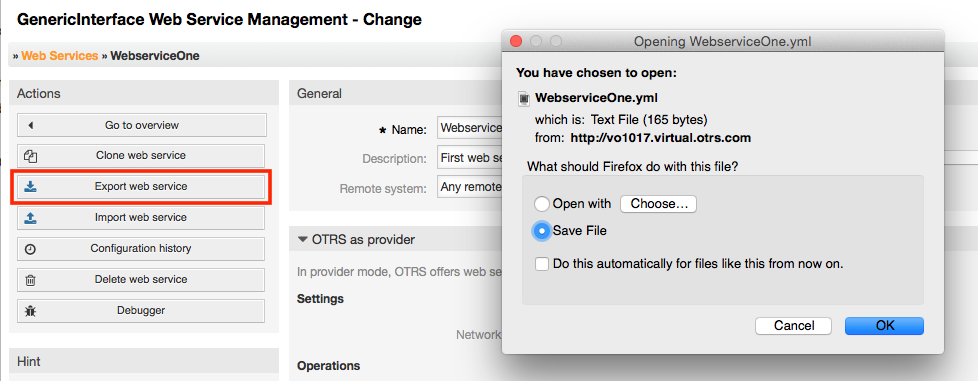 GenericInterface Web Service Management - Change
» Web Services » WebserviceOne
Actions
Go to overview
Clone web service
Export web service
Import web service
Configuration history
Delete web service
Debugger
Hint
General
★ Name: Webservice
Description: First web se
Remote system: Any remote
OTRS as provider
In provider mode, OTRS offers web se
Settings
Network
Operations
Opening WebserviceOne.yml
You have chosen to open:
WebserviceOne.yml
which is: Text File (165 bytes)
from: http://vo1017.virtual.otrs.com
What should Firefox do with this file?
Open with Choose...
Save File
Do this automatically for files like this from now on.
Cancel OK